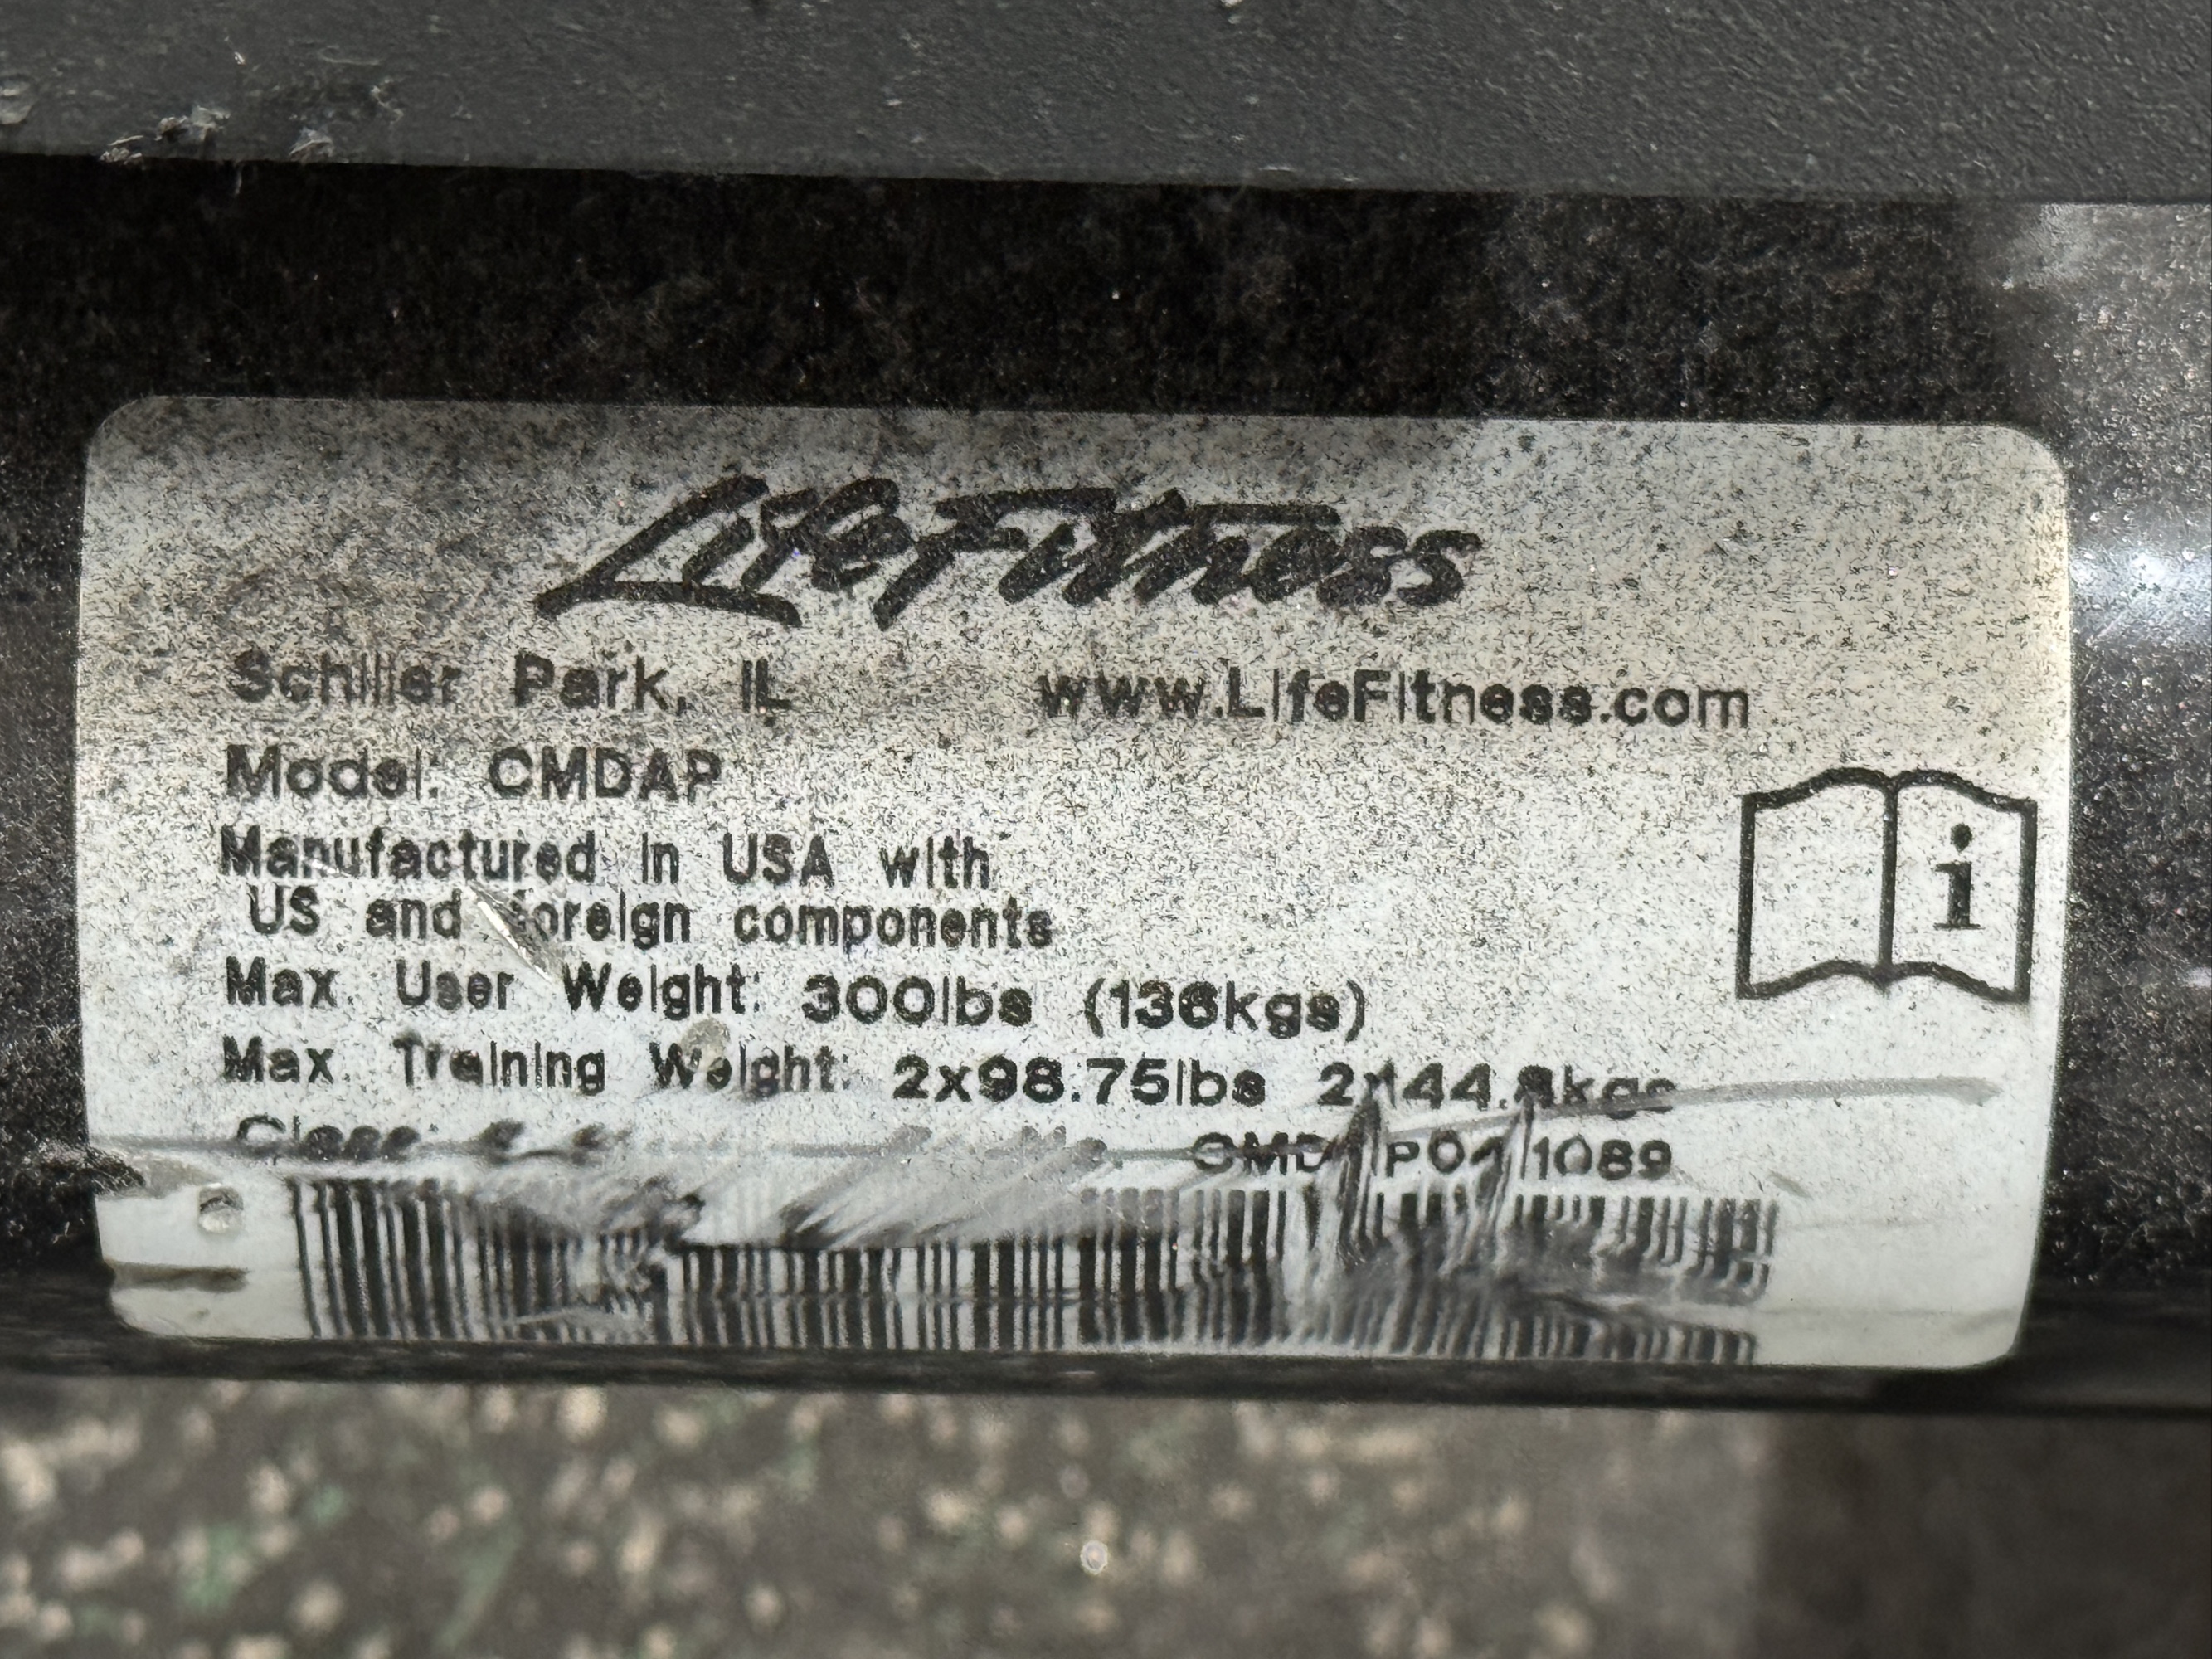 LifeFitness
Schiller Park, IL www.LifeFitness.com
Model: CMDAP
Manufactured in USA with
US and foreign components
i
Max. User Weight: 300lbs (136kgs)
Max. Training Weight: 2x98.75lbs
Class: